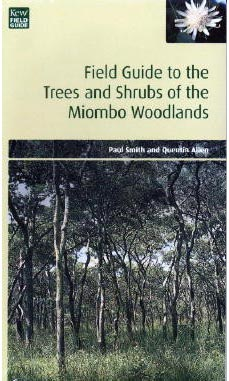 Kew
FIELD
GUIDE
Field Guide to the
Trees and Shrubs of the
Miombo Woodlands
Paul Smith and Quentin Allen